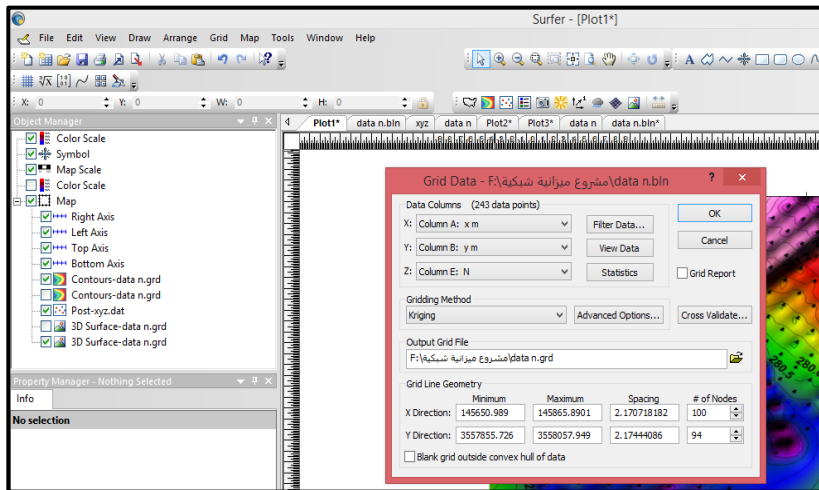 Surfer - [Plot1*]
File Edit View Draw Arrange Grid Map Tools Window Help
X: 0 Y: 0 W: 0 H: 0
Object Manager
Plot1* data n.bln xyz data n Plot2* Plot3* data n data n.bln*
Color Scale
Symbol
Map Scale
Color Scale
Map
Right Axis
Left Axis
Top Axis
Bottom Axis
Contours-data n.grd
Contours-data n.grd
Post-xyz.dat
3D Surface-data n.grd
3D Surface-data n.grd
Property Manager - Nothing Selected
Info
No selection
Grid Data - F:\مشروع ميزانية شبكية\data n.bln ?
Data Columns (243 data points)
X: Column A: x m Filter Data... OK
Y: Column B: y m View Data Cancel
Z: Column E: N Statistics Grid Report
Gridding Method
Kriging Advanced Options... Cross Validate...
Output Grid File
F:\مشروع ميزانية شبكية\data n.grd
Grid Line Geometry
Minimum Maximum Spacing # of Nodes
X Direction: 145650.989 145865.8901 2.170718182 100
Y Direction: 3557855.726 3558057.949 2.17444086 94
Blank grid outside convex hull of data
280.5